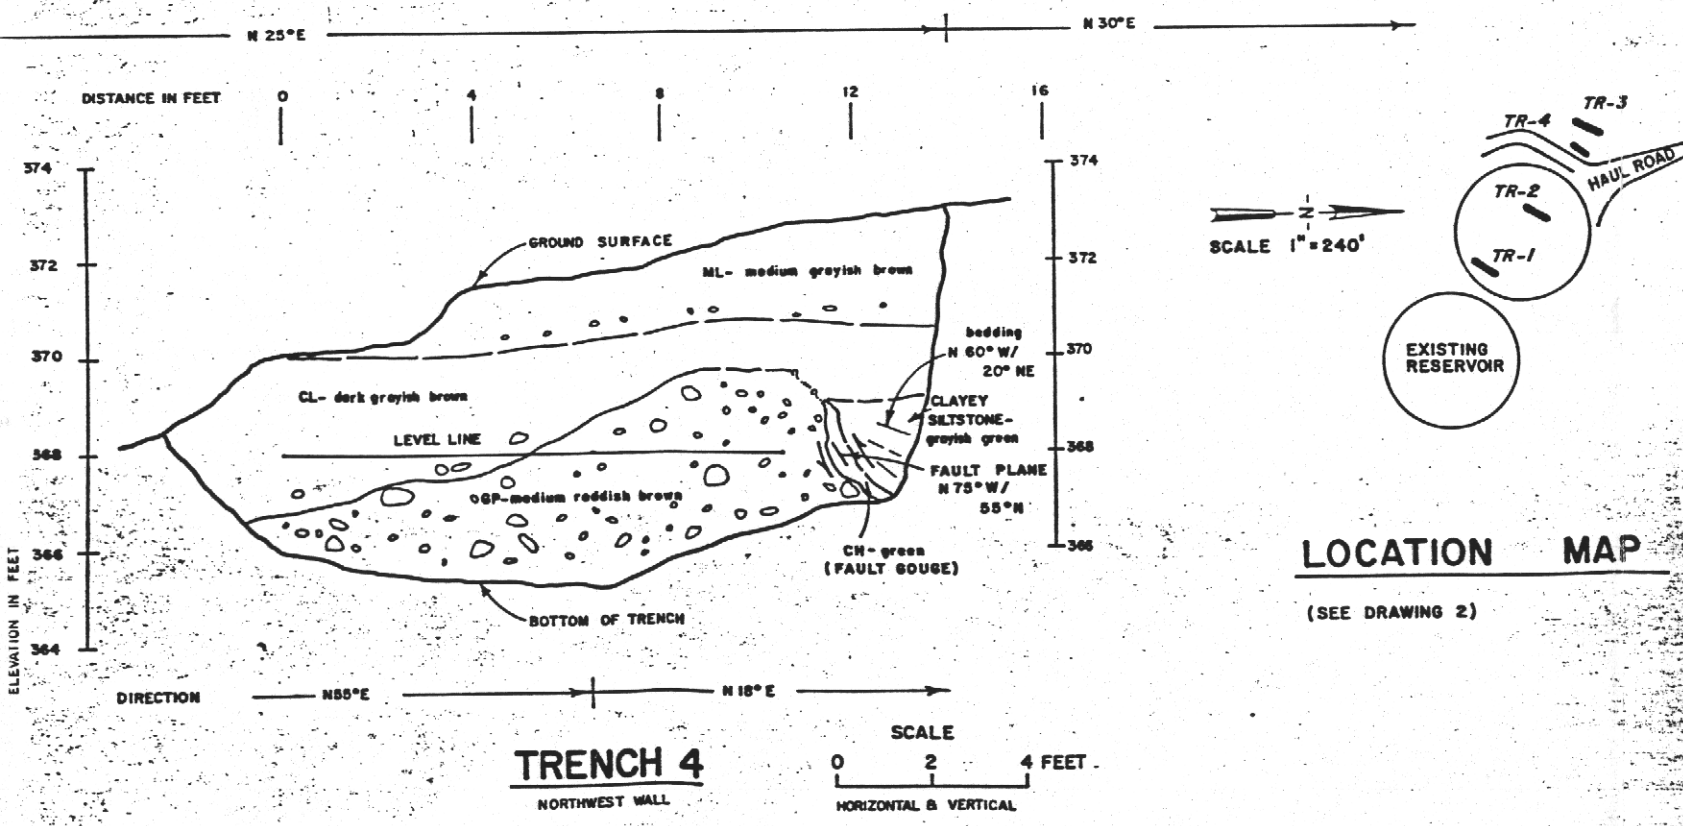 N 25°E N 30°E
DISTANCE IN FEET 0 4 8 12 16
374 374
372 372
370 370
368 368
366 366
364
ELEVATION IN FEET
GROUND SURFACE
ML- medium grayish brown
bedding
N 60° W/
20° NE
CL- dark grayish brown
CLAYEY
SILTSTONE-
grayish green
LEVEL LINE
FAULT PLANE
N 75° W/
55° N
GP-medium reddish brown
CH-green
(FAULT GOUGE)
BOTTOM OF TRENCH
DIRECTION N55°E N 18° E
TRENCH 4
NORTHWEST WALL
SCALE
0 2 4 FEET
HORIZONTAL & VERTICAL
TR-3
TR-4
HAUL ROAD
TR-2
N
SCALE 1"=240'
TR-1
EXISTING
RESERVOIR
LOCATION MAP
(SEE DRAWING 2)